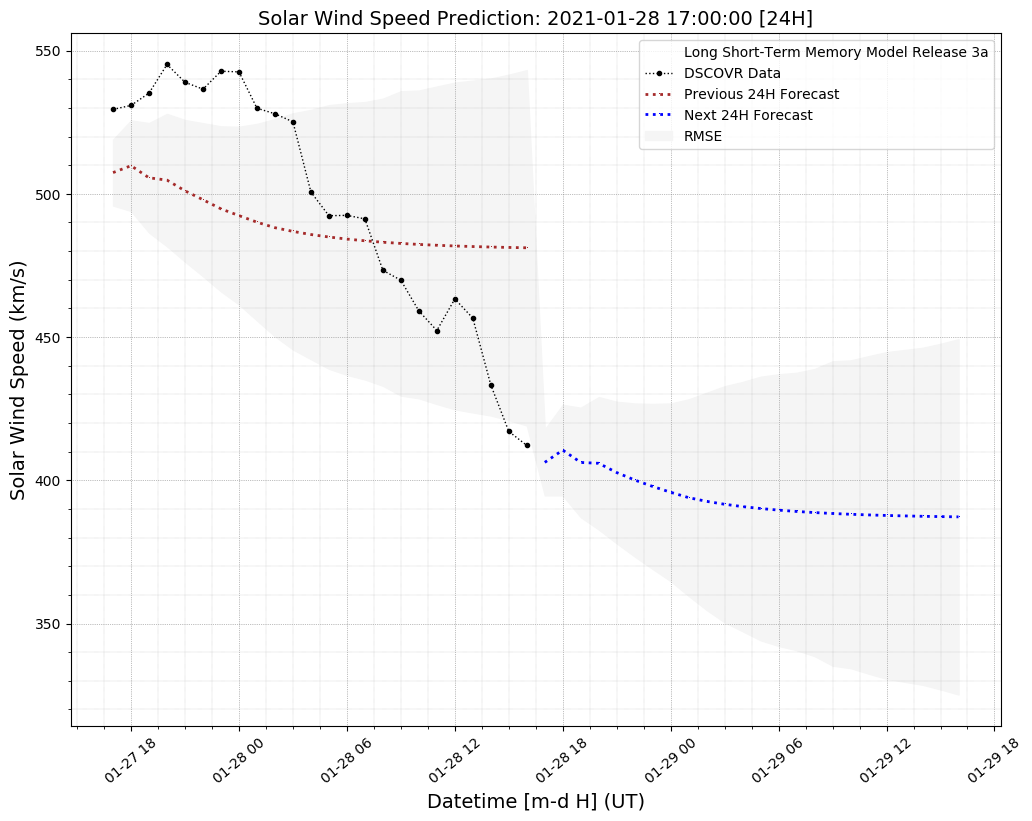 Solar Wind Speed Prediction: 2021-01-28 17:00:00 [24H]
Long Short-Term Memory Model Release 3a
DSCOVR Data
Previous 24H Forecast
Next 24H Forecast
RMSE
Solar Wind Speed (km/s)
550
500
450
400
350
01-27 18
01-28 00
01-28 06
01-28 12
01-28 18
01-29 00
01-29 06
01-29 12
01-29 18
Datetime [m-d H] (UT)